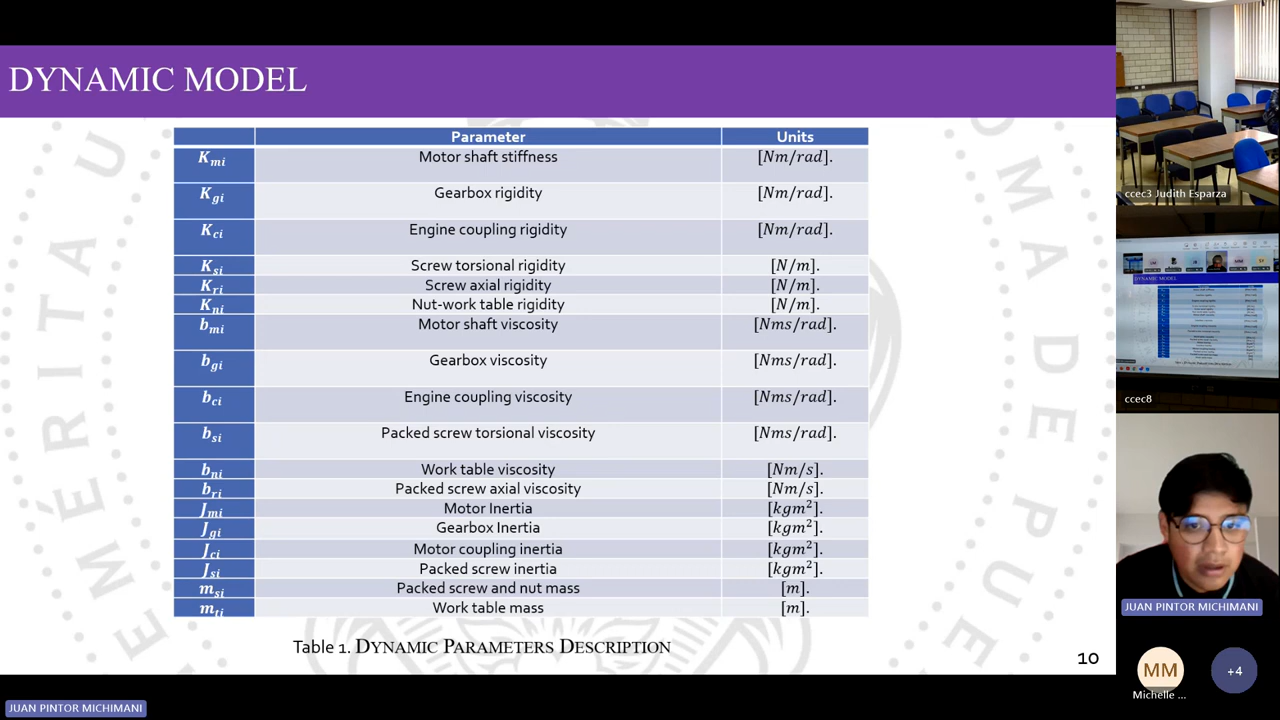 DYNAMIC MODEL
Parameter Units
K_mi Motor shaft stiffness [Nm/rad].
K_gi Gearbox rigidity [Nm/rad].
K_ci Engine coupling rigidity [Nm/rad].
K_si Screw torsional rigidity [N/m].
K_ri Screw axial rigidity [N/m].
K_ni Nut-work table rigidity [N/m].
b_mi Motor shaft viscosity [Nms/rad].
b_gi Gearbox viscosity [Nms/rad].
b_ci Engine coupling viscosity [Nms/rad].
b_si Packed screw torsional viscosity [Nms/rad].
b_ni Work table viscosity [Nm/s].
b_ri Packed screw axial viscosity [Nm/s].
J_mi Motor Inertia [kgm²].
J_gi Gearbox Inertia [kgm²].
J_ci Motor coupling inertia [kgm²].
J_si Packed screw inertia [kgm²].
m_si Packed screw and nut mass [m].
m_ti Work table mass [m].
Table 1. DYNAMIC PARAMETERS DESCRIPTION
10
JUAN PINTOR MICHIMANI
ccec3 Judith Esparza
DYNAMIC MODEL
ccec8
JUAN PINTOR MICHIMANI
MM
Michelle ...
+4